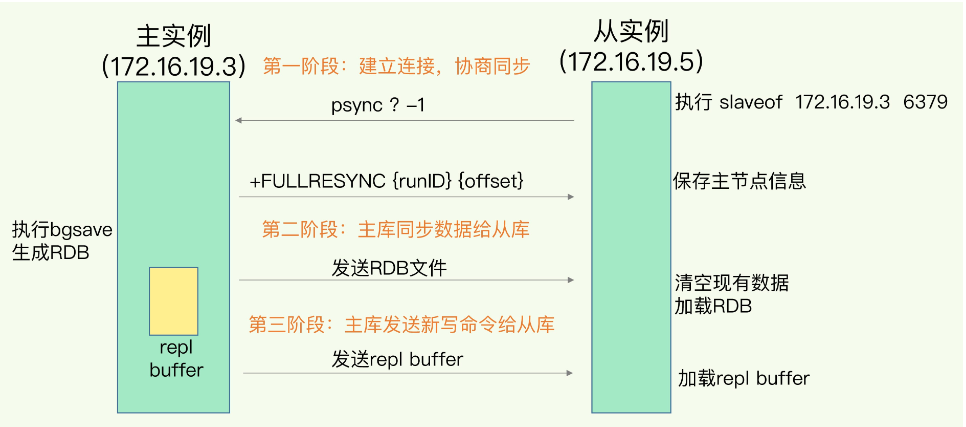 主实例
(172.16.19.3)
从实例
(172.16.19.5)
第一阶段：建立连接，协商同步
执行 slaveof 172.16.19.3 6379
psync ? –1
+FULLRESYNC {runID} {offset}
保存主节点信息
执行bgsave
生成RDB
第二阶段：主库同步数据给从库
发送RDB文件
清空现有数据
加载RDB
第三阶段：主库发送新写命令给从库
repl
buffer
发送repl buffer
加载repl buffer